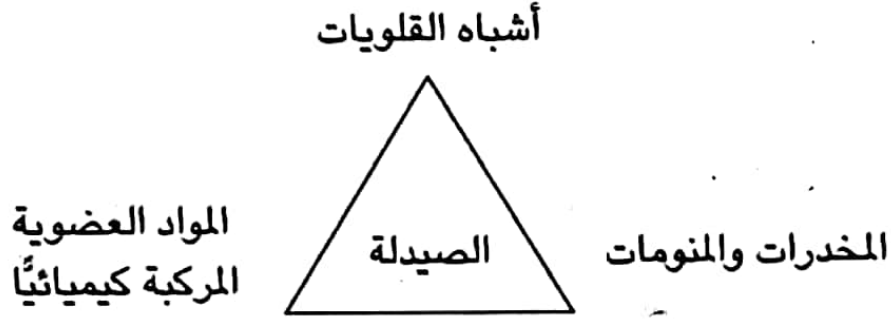 أشباه القلويات
المخدرات والمنومات
الصيدلة
المواد العضوية
المركبة كيميائيًّا